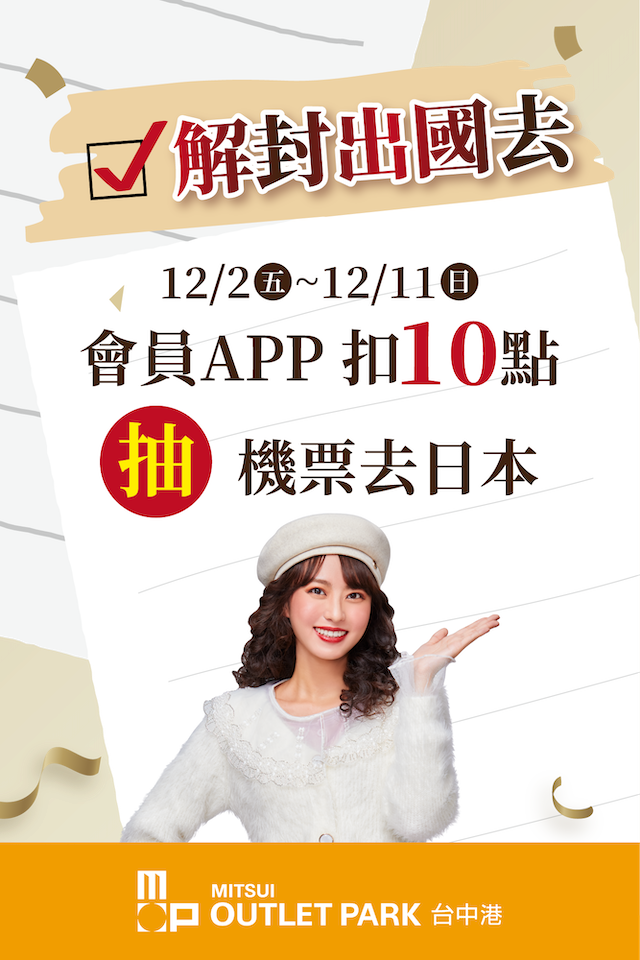 解封出國去
12/2五~12/11日
會員APP 扣10點
抽 機票去日本
mop MITSUI
OUTLET PARK 台中港